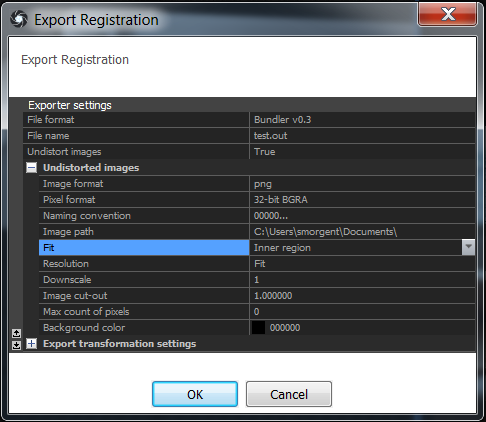 Export Registration
Export Registration
Exporter settings
File format Bundler v0.3
File name test.out
Undistort images True
Undistorted images
Image format png
Pixel format 32-bit BGRA
Naming convention 00000...
Image path C:\Users\smorgent\Documents\
Fit Inner region
Resolution Fit
Downscale 1
Image cut-out 1.000000
Max count of pixels 0
Background color 000000
Export transformation settings
OK Cancel